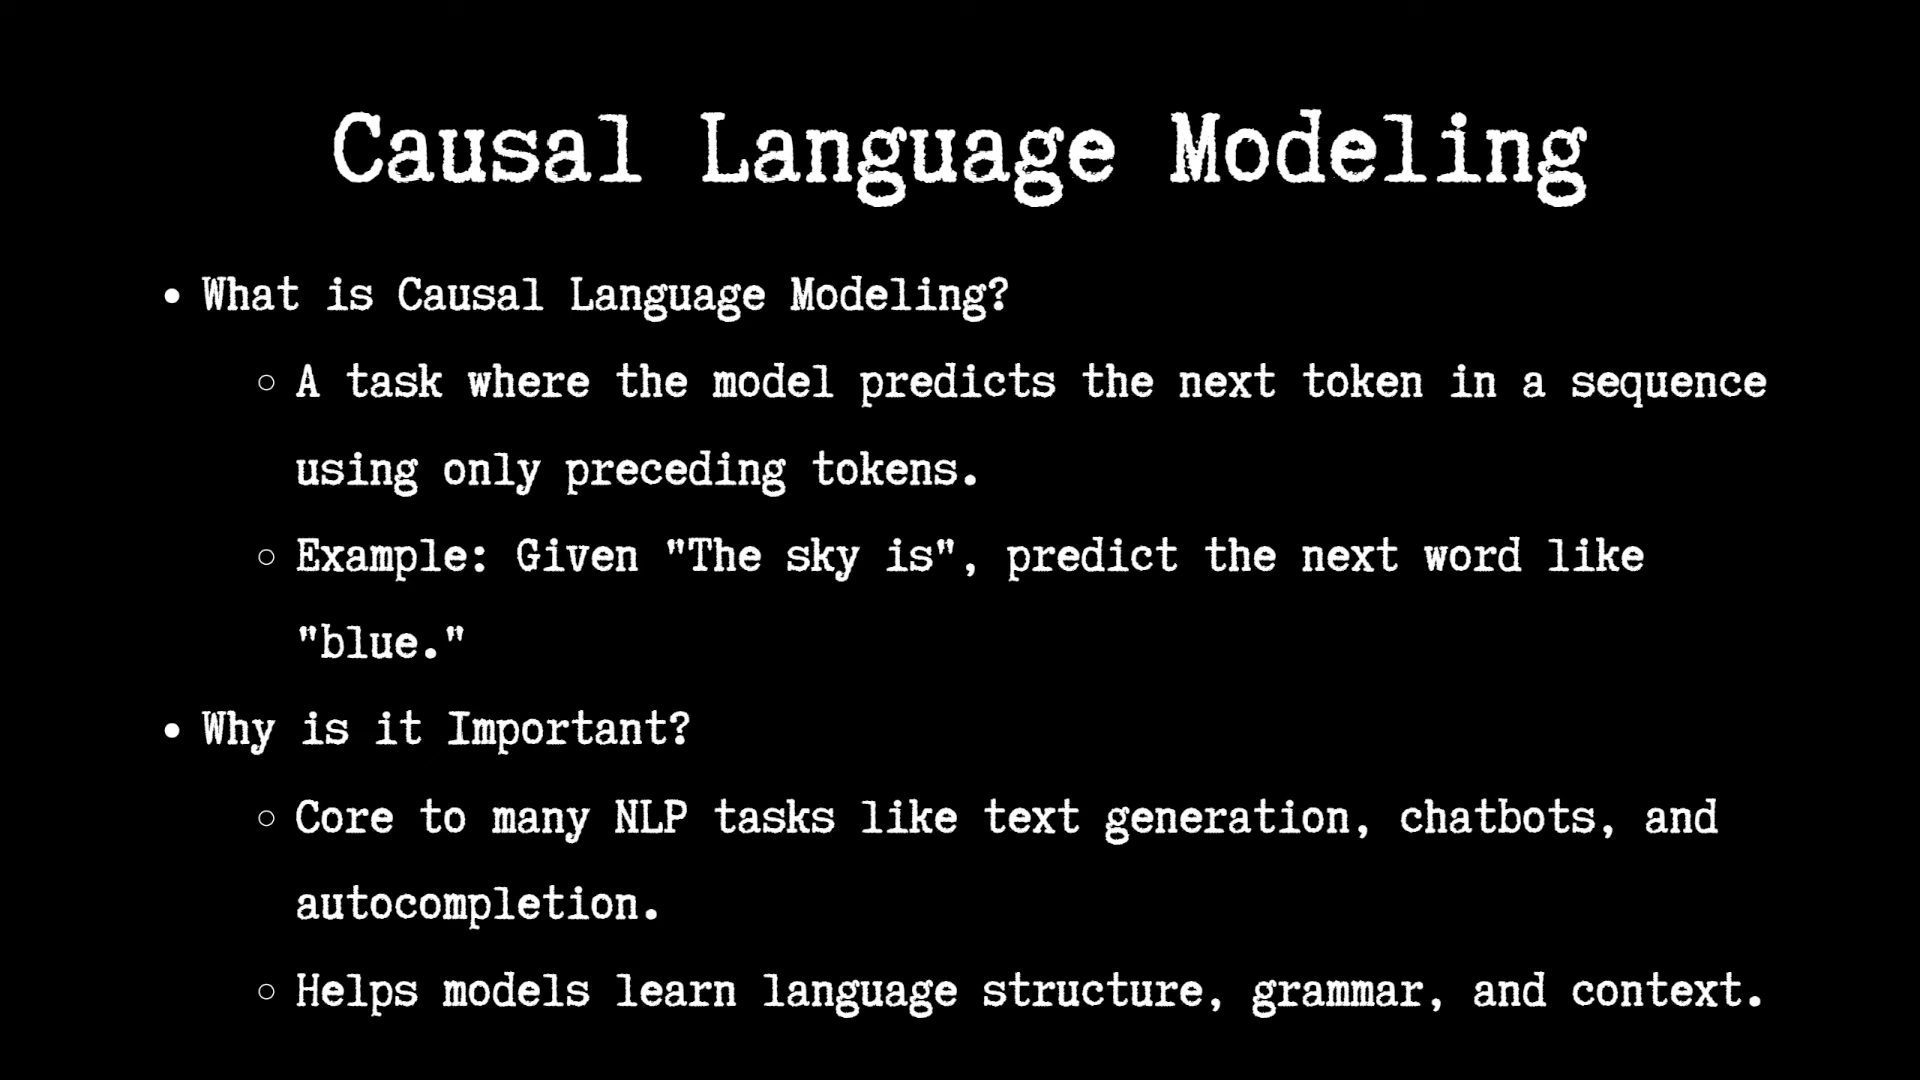 Causal Language Modeling
• What is Causal Language Modeling?
○ A task where the model predicts the next token in a sequence
using only preceding tokens.
○ Example: Given "The sky is", predict the next word like
"blue."
• Why is it Important?
○ Core to many NLP tasks like text generation, chatbots, and
autocompletion.
○ Helps models learn language structure, grammar, and context.